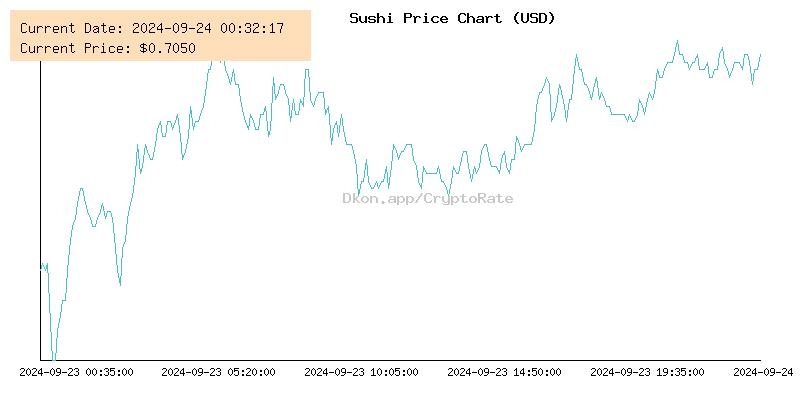 Sushi Price Chart (USD)
Current Date: 2024-09-24 00:32:17
Current Price: $0.7050
Dkon.app/CryptoRate
2024-09-23 00:35:00 2024-09-23 05:20:00 2024-09-23 10:05:00 2024-09-23 14:50:00 2024-09-23 19:35:00 2024-09-24